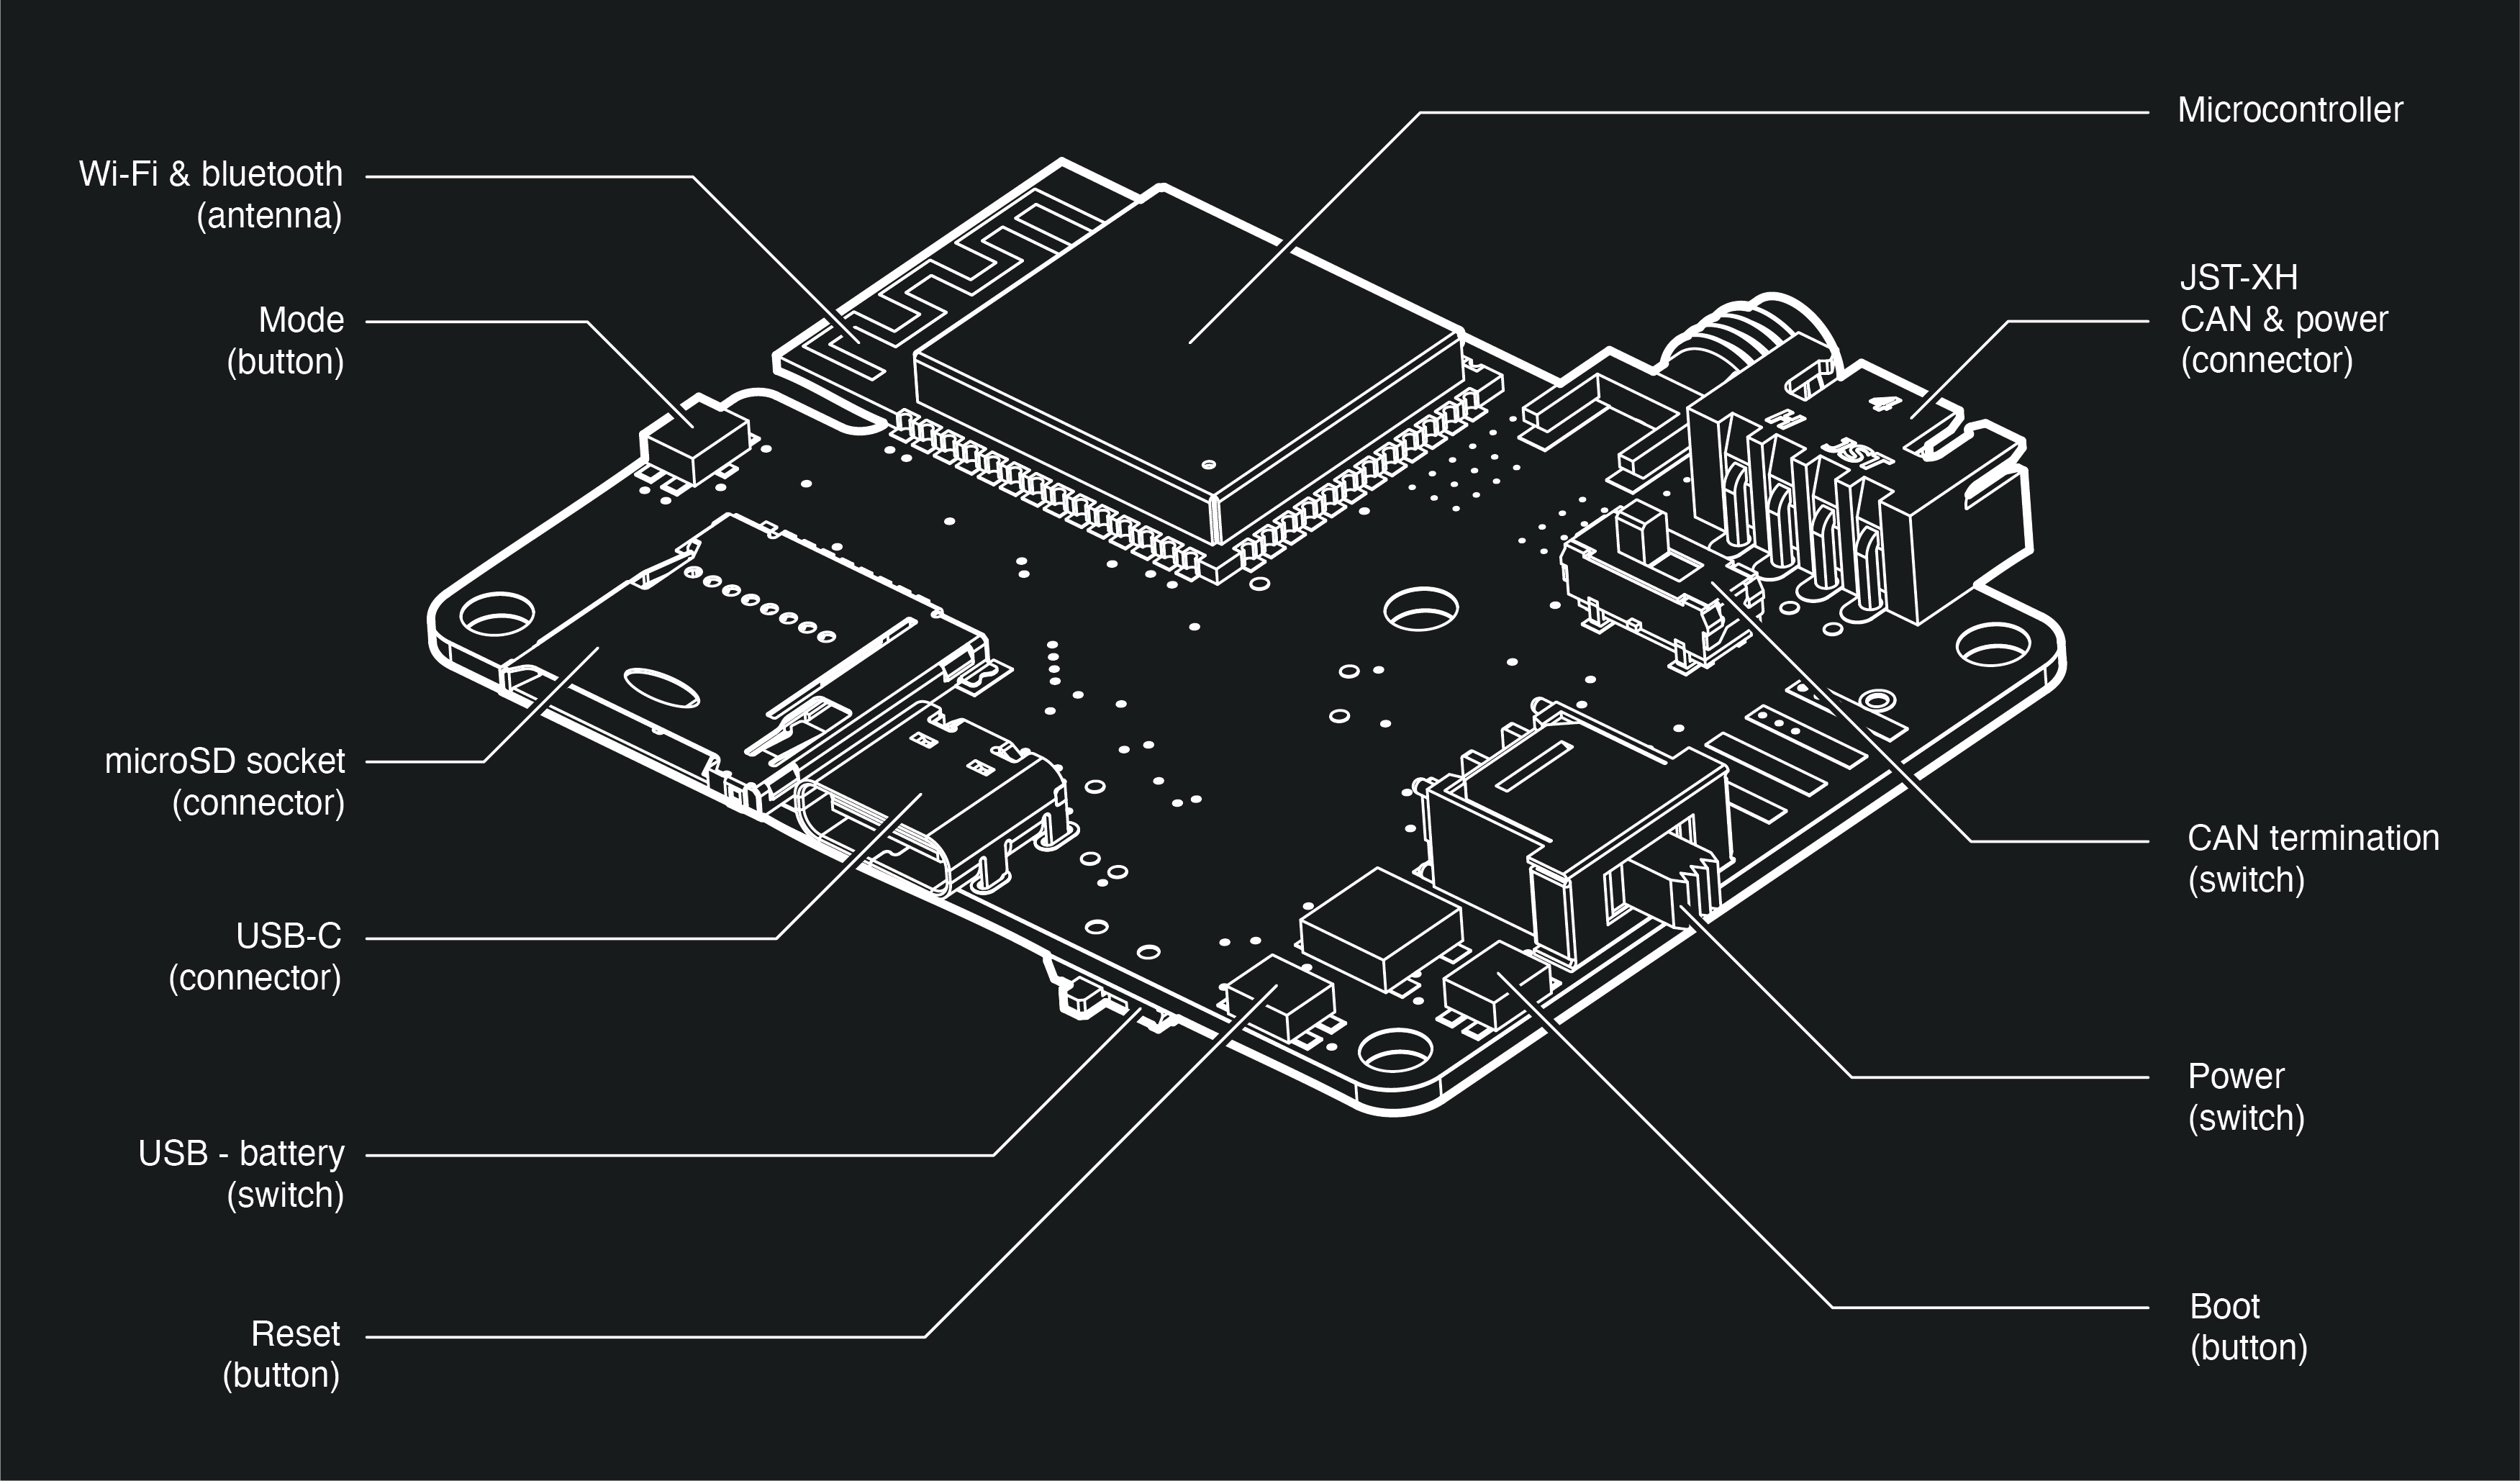 Microcontroller
Wi-Fi & bluetooth
(antenna)
Mode
(button)
JST-XH
CAN & power
(connector)
H
A
JST
microSD socket
(connector)
CAN termination
(switch)
USB-C
(connector)
Power
(switch)
USB - battery
(switch)
Boot
(button)
Reset
(button)